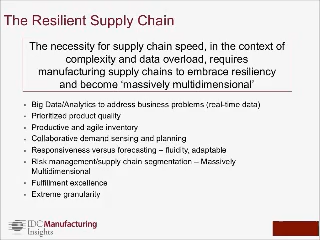 The Resilient Supply Chain
The necessity for supply chain speed, in the context of
complexity and data overload, requires
manufacturing supply chains to embrace resiliency
and become ‘massively multidimensional’
Big Data/Analytics to address business problems (real-time data)
Prioritized product quality
Productive and agile inventory
Collaborative demand sensing and planning
Responsiveness versus forecasting – fluidity, adaptable
Risk management/supply chain segmentation – Massively
Multidimensional
Fulfillment excellence
Extreme granularity
IDC Manufacturing
Insights